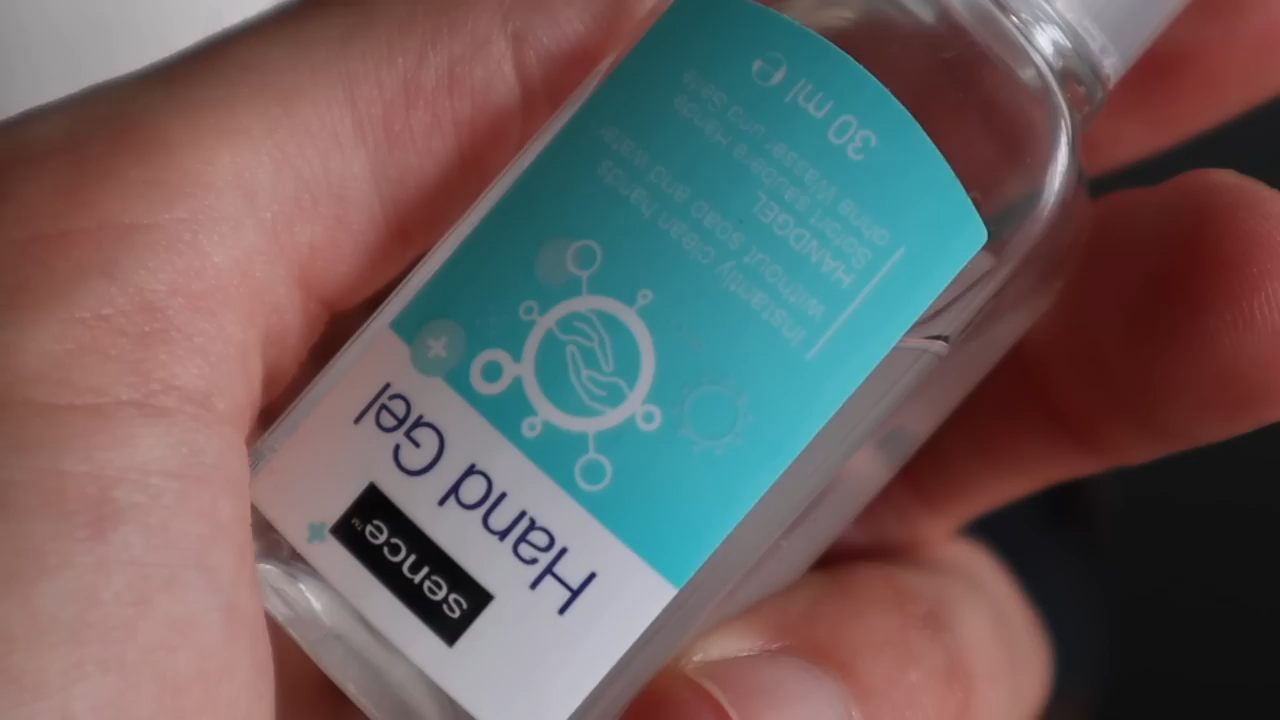 sence™
Hand Gel
Instantly clean hands
without soap and water
HANDGEL
Sofort saubere Hände
ohne Wasser und Seife
30 ml e